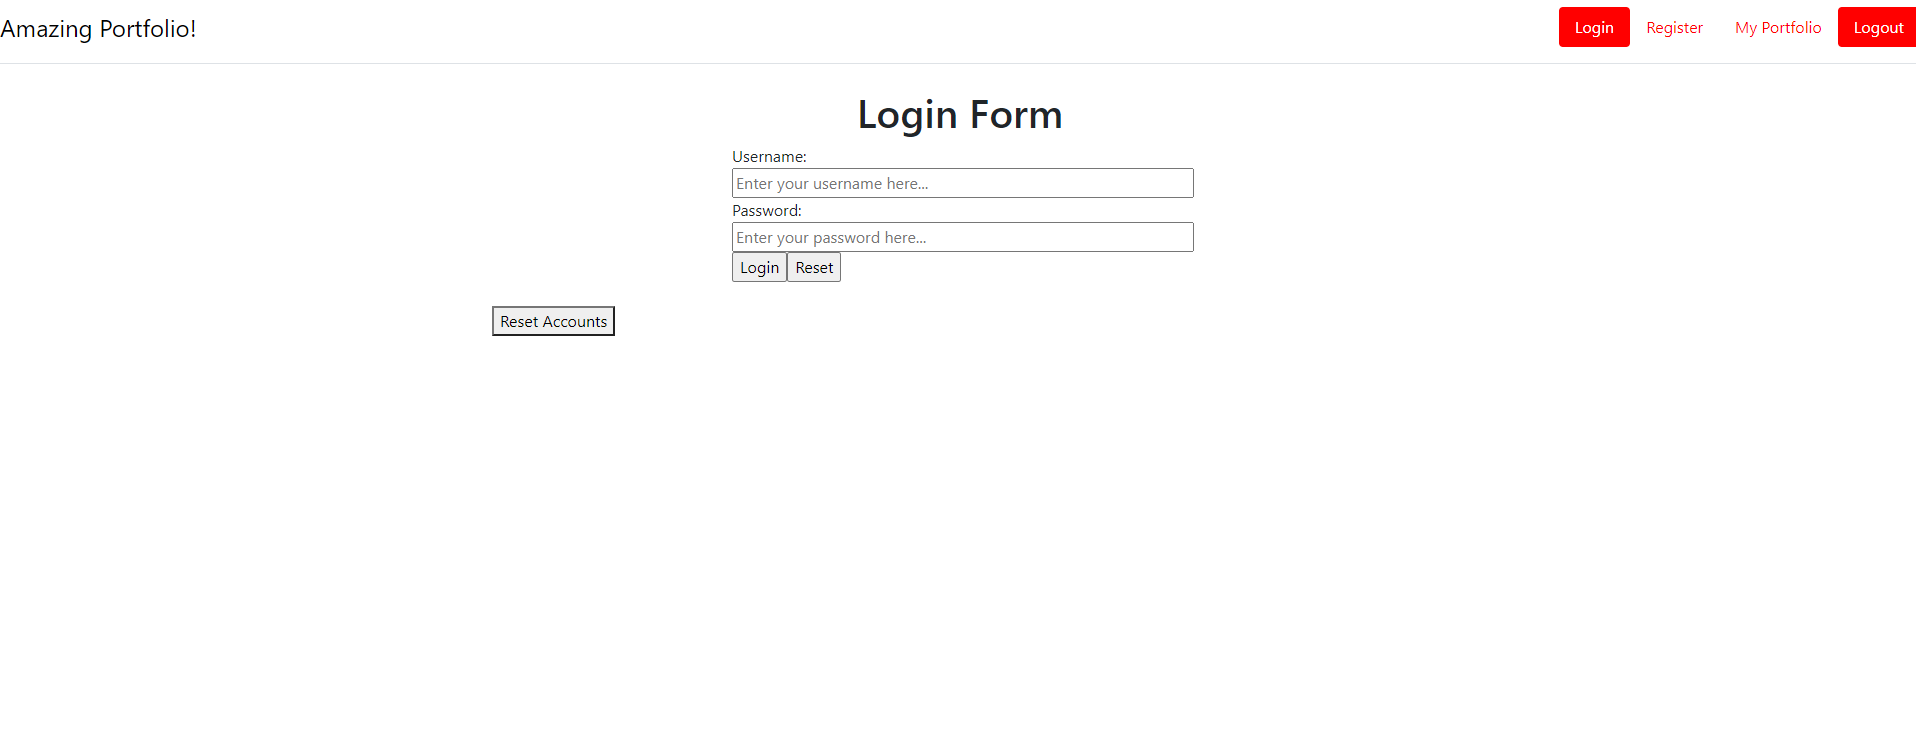 Amazing Portfolio! Login Register My Portfolio Logout
Login Form
Username:
Enter your username here...
Password:
Enter your password here...
Login Reset
Reset Accounts